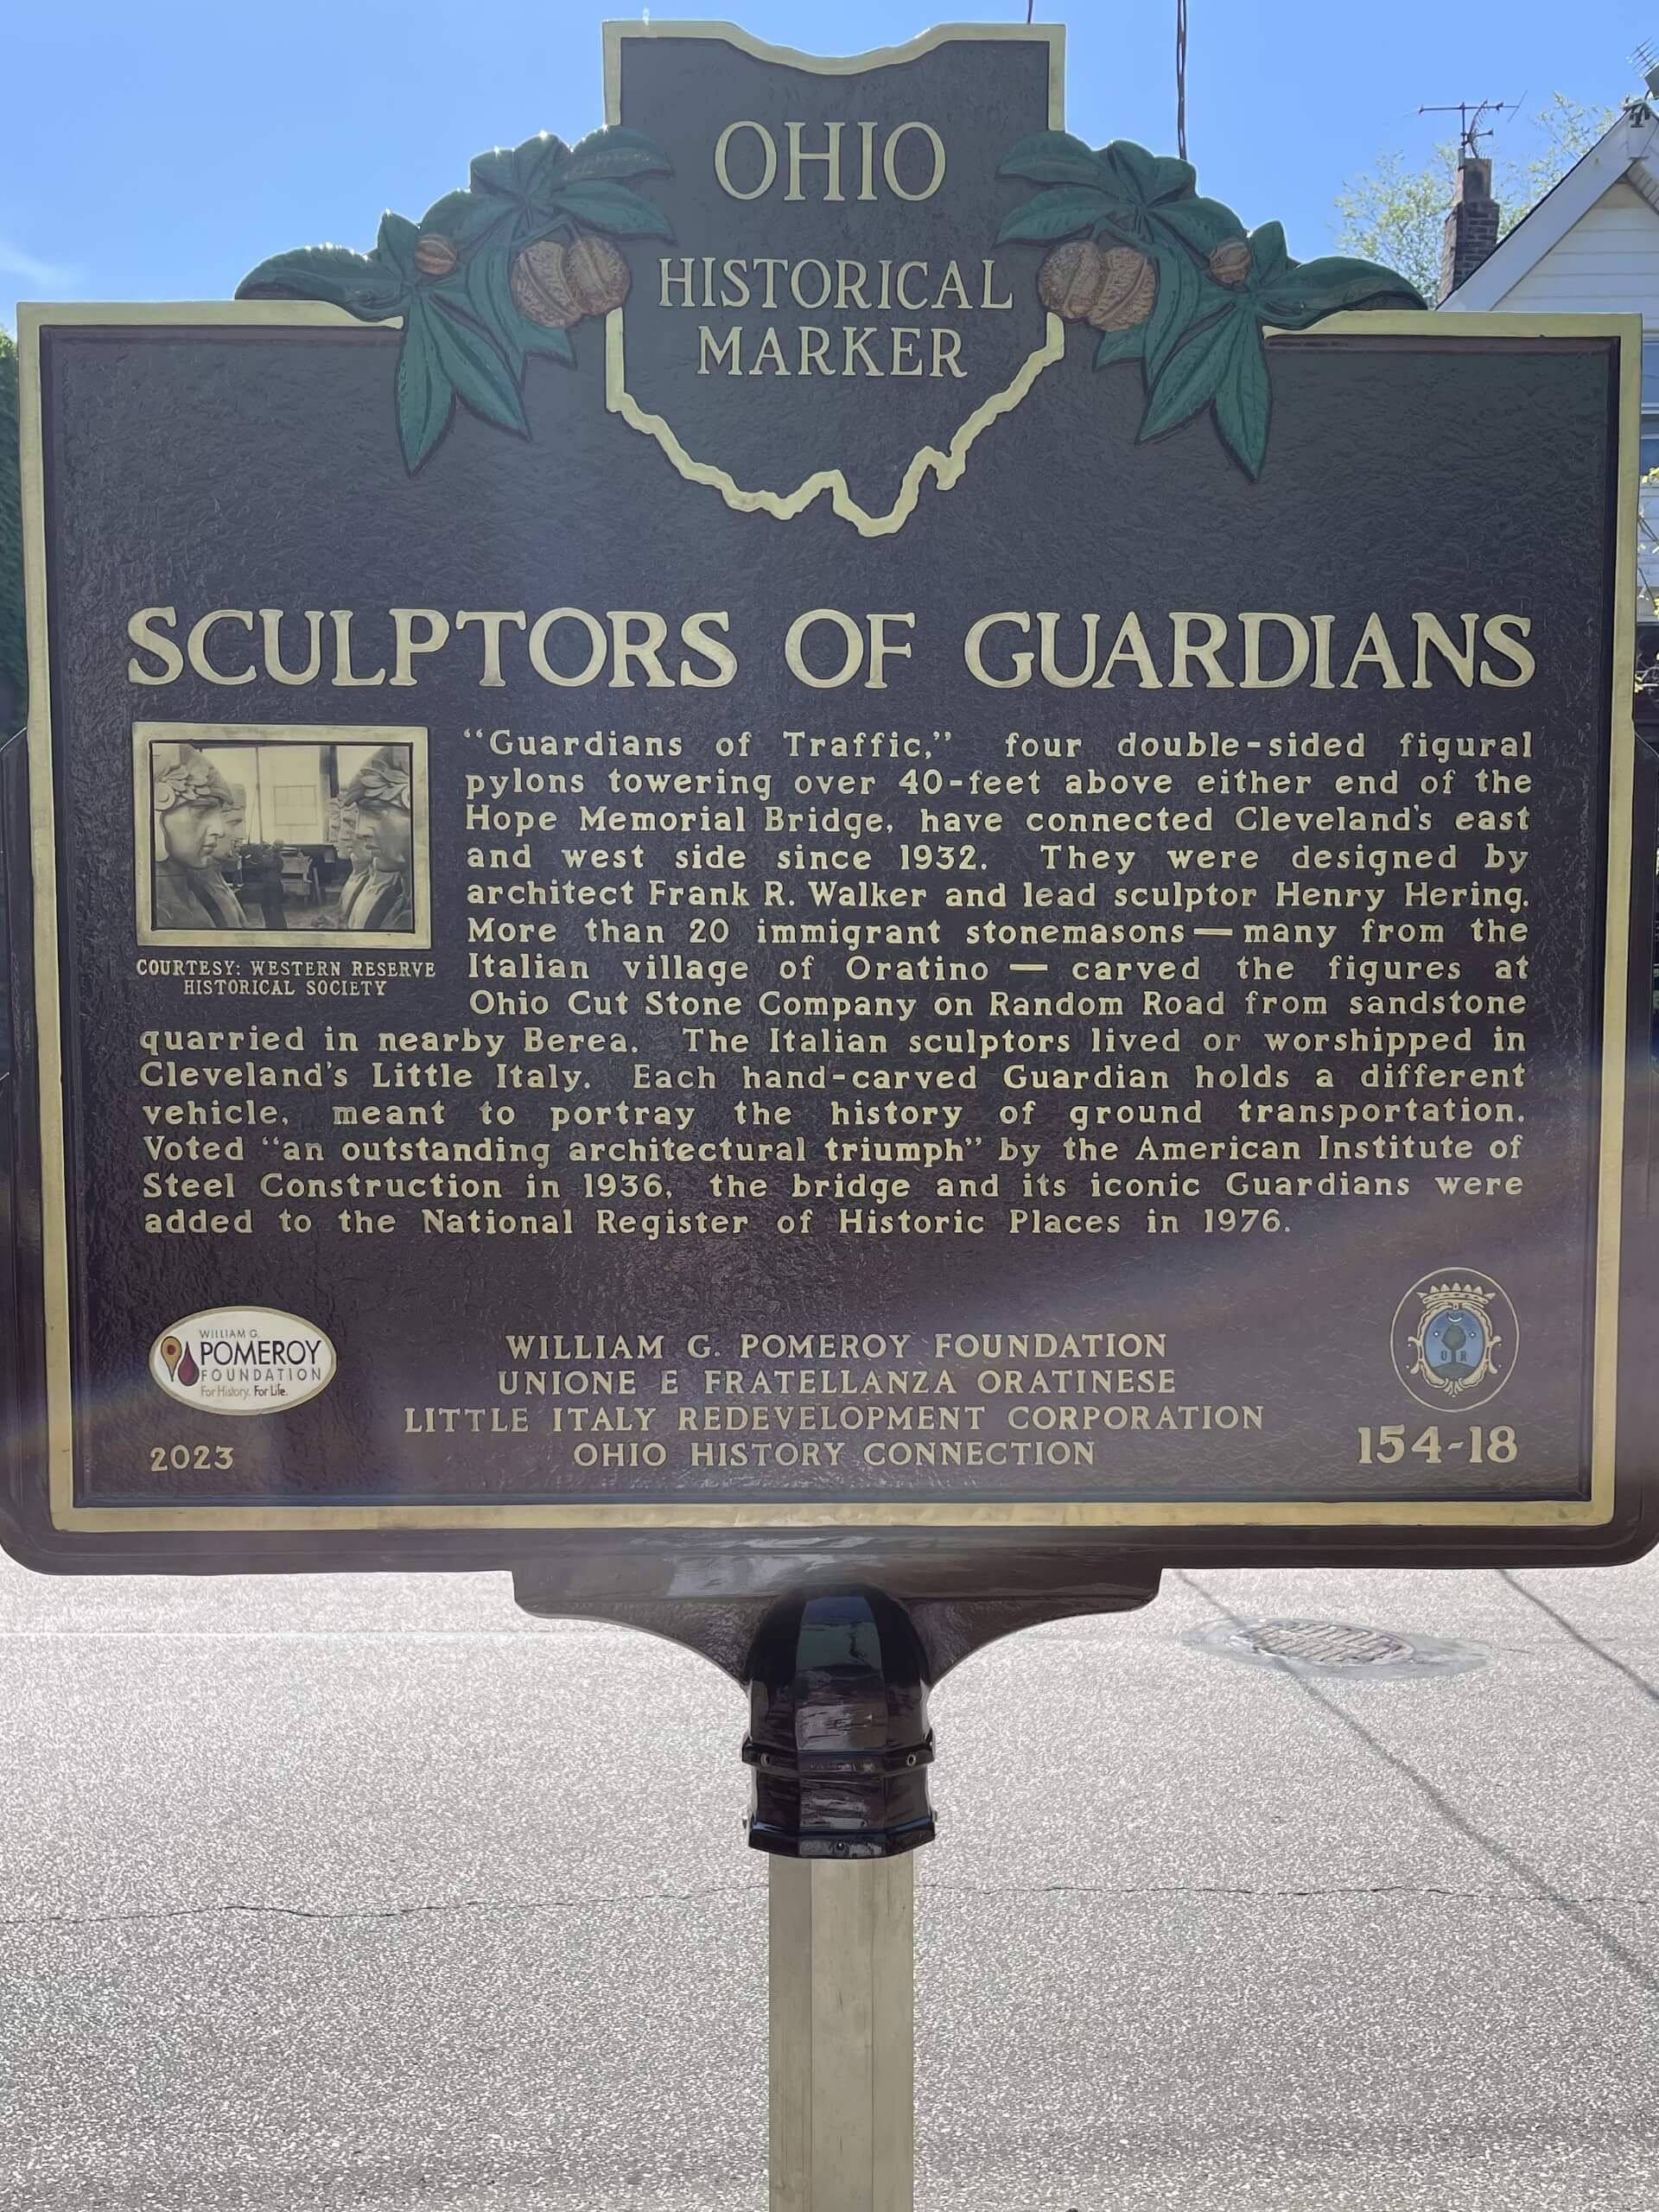 OHIO
HISTORICAL
MARKER
SCULPTORS OF GUARDIANS
“Guardians of Traffic,” four double-sided figural
pylons towering over 40-feet above either end of the
Hope Memorial Bridge, have connected Cleveland's east
and west side since 1932. They were designed by
architect Frank R. Walker and lead sculptor Henry Hering.
More than 20 immigrant stonemasons — many from the
Italian village of Oratino — carved the figures at
Ohio Cut Stone Company on Random Road from sandstone
quarried in nearby Berea. The Italian sculptors lived or worshipped in
Cleveland's Little Italy. Each hand-carved Guardian holds a different
vehicle, meant to portray the history of ground transportation.
Voted “an outstanding architectural triumph” by the American Institute of
Steel Construction in 1936, the bridge and its iconic Guardians were
added to the National Register of Historic Places in 1976.
COURTESY: WESTERN RESERVE
HISTORICAL SOCIETY
WILLIAM G.
POMEROY
FOUNDATION
For History. For Life.
2023
WILLIAM G. POMEROY FOUNDATION
UNIONE E FRATELLANZA ORATINESE
LITTLE ITALY REDEVELOPMENT CORPORATION
OHIO HISTORY CONNECTION
U R
154-18